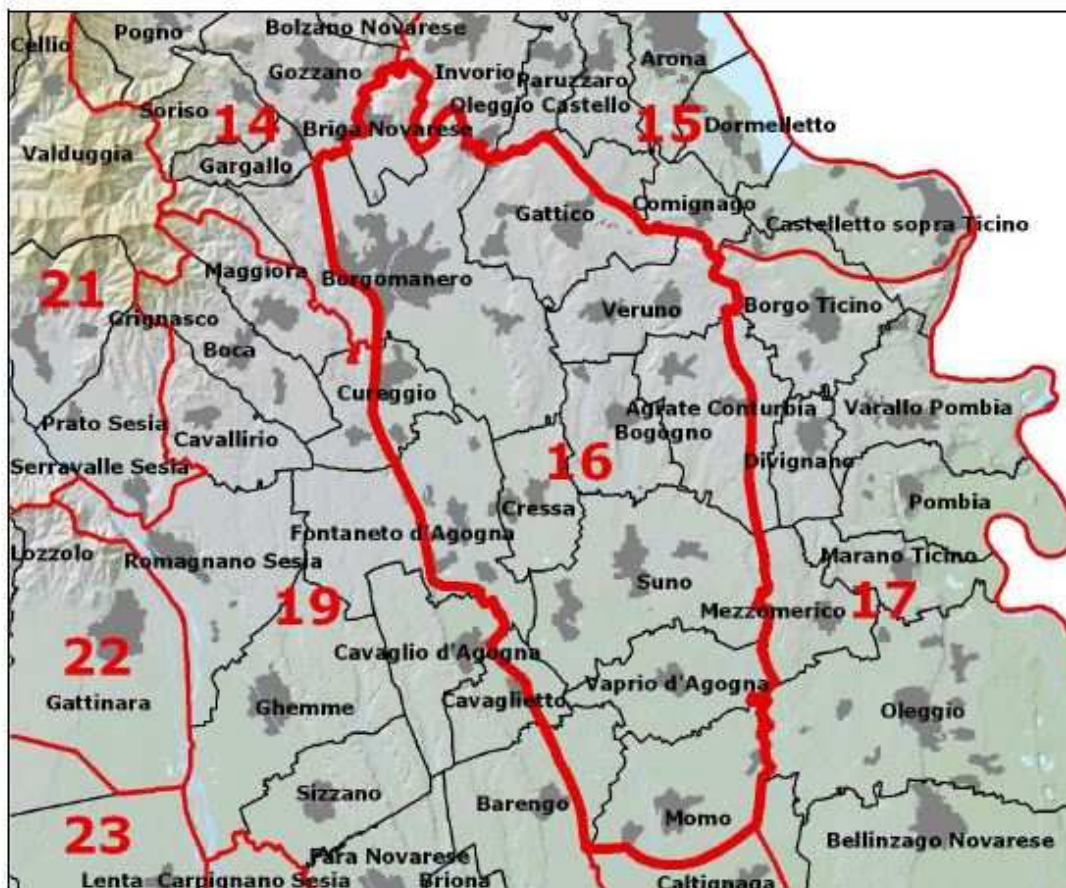 Cellio
Pogno
Bolzano Novarese
Gozzano
Invorio
Paruzzaro
Arona
Soriso
14
Oleggio Castello
15
Dormelletto
Briga Novarese
Valduggia
Gargallo
Gattico
Comignago
Castelletto sopra Ticino
21
Maggiora
Borgomanero
Veruno
Borgo Ticino
Grignasco
Boca
Cureggio
Agrate Conturbia
Varallo Pombia
Prato Sesia
Cavallirio
16
Bogogno
Divignano
Serravalle Sesia
Cressa
Pombia
Lozzolo
Romagnano Sesia
Fontaneto d'Agogna
Marano Ticino
19
Suno
Mezzomerico
17
22
Cavaglio d'Agogna
Gattinara
Ghemme
Cavaglietto
Vaprio d'Agogna
Oleggio
Sizzano
Barengo
Momo
23
Bellinzago Novarese
Fara Novarese
Lenta
Carpignano Sesia
Briona
Caltignaga